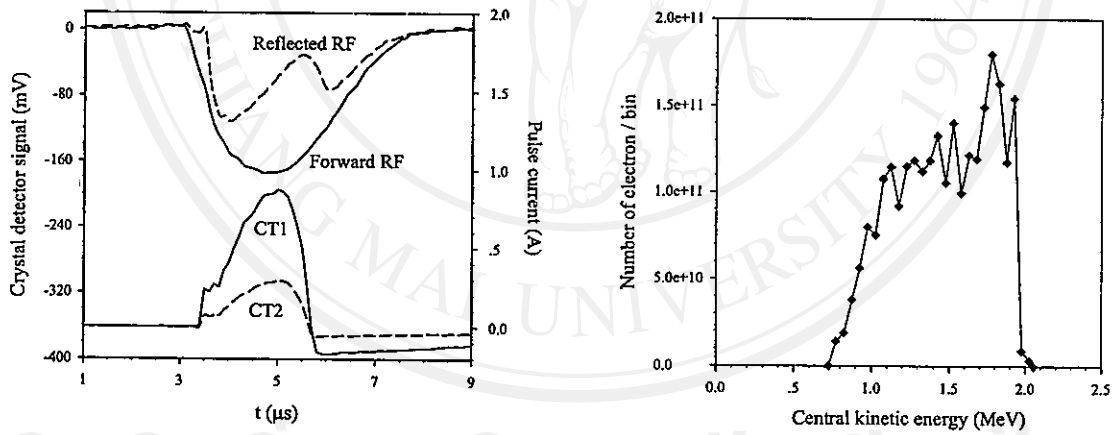 Crystal detector signal (mV)
0
-80
-160
-240
-320
-400
1
3
5
7
9
t (μs)
2.0
1.5
1.0
.5
0.0
Pulse current (A)
Reflected RF
Forward RF
CT1
CT2
Number of electron / bin
2.0e+11
1.5e+11
1.0e+11
5.0e+10
0.0
0.0
.5
1.0
1.5
2.0
2.5
Central kinetic energy (MeV)
MAI UNIVERSITY 1964